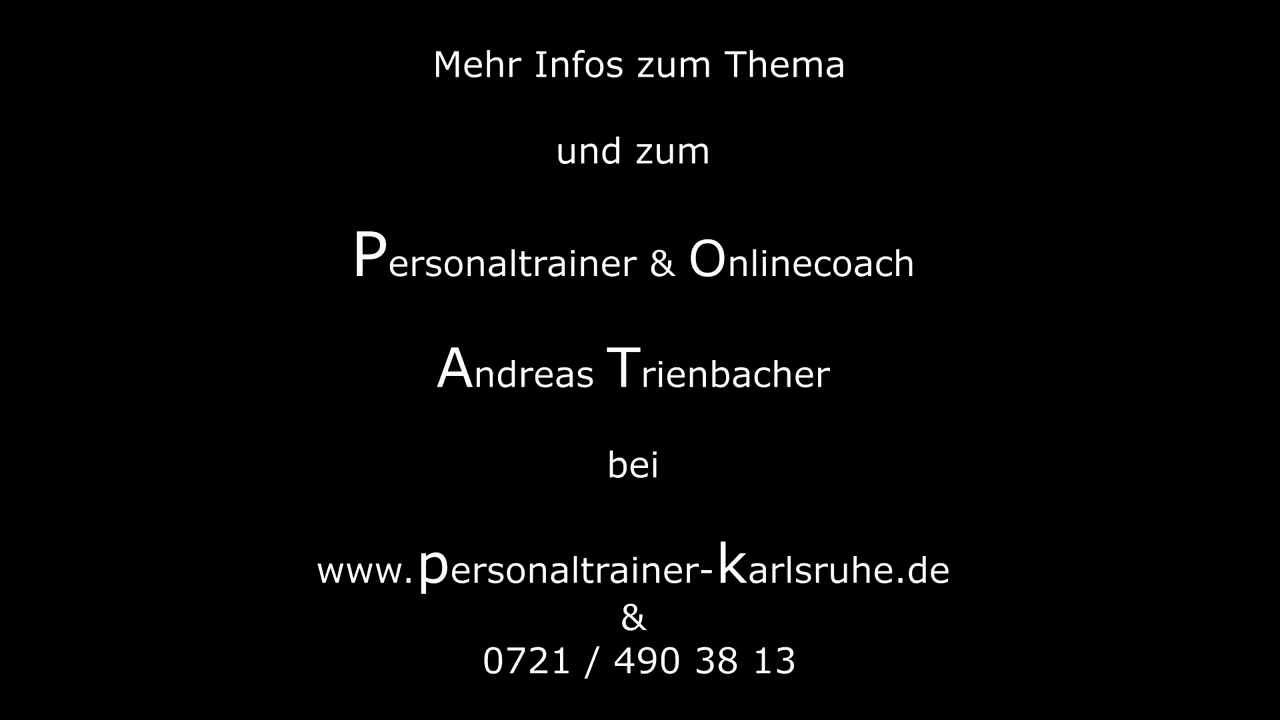 Mehr Infos zum Thema
und zum
Personaltrainer & Onlinecoach
Andreas Trienbacher
bei
www.personaltrainer-karlsruhe.de
&
0721 / 490 38 13